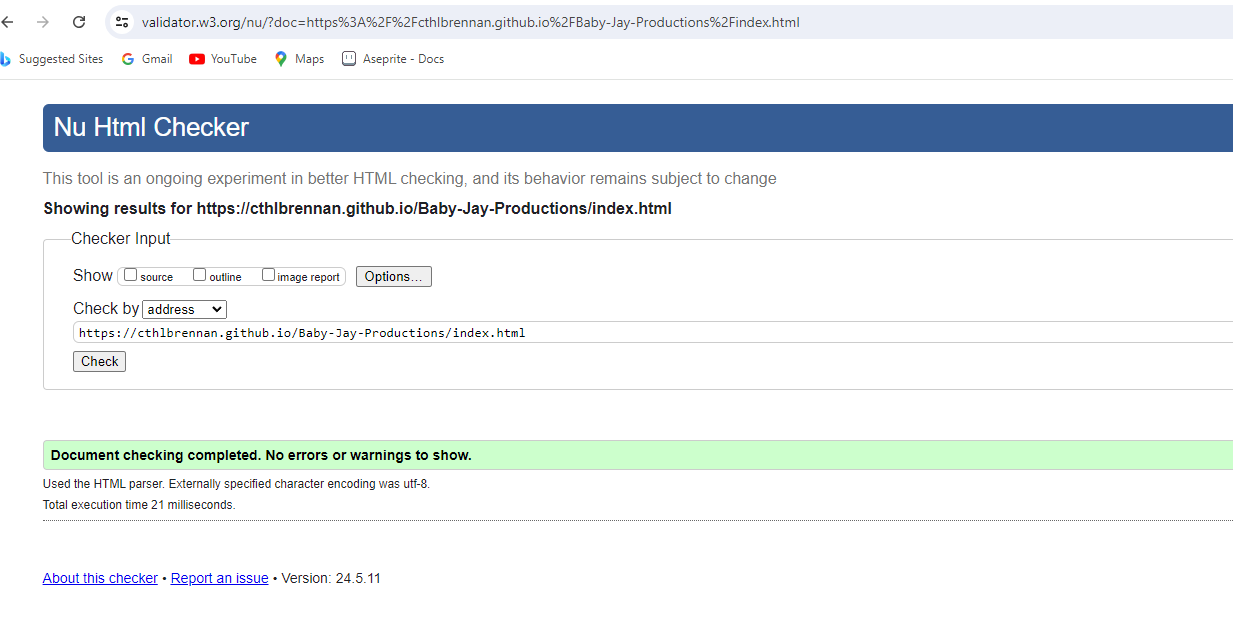 validator.w3.org/nu/?doc=https%3A%2F%2Fcthlbrennan.github.io%2FBaby-Jay-Productions%2Findex.html
Suggested Sites Gmail YouTube Maps Aseprite - Docs
Nu Html Checker
This tool is an ongoing experiment in better HTML checking, and its behavior remains subject to change
Showing results for https://cthlbrennan.github.io/Baby-Jay-Productions/index.html
Checker Input
Show source outline image report Options...
Check by address
https://cthlbrennan.github.io/Baby-Jay-Productions/index.html
Check
Document checking completed. No errors or warnings to show.
Used the HTML parser. Externally specified character encoding was utf-8.
Total execution time 21 milliseconds.
About this checker • Report an issue • Version: 24.5.11